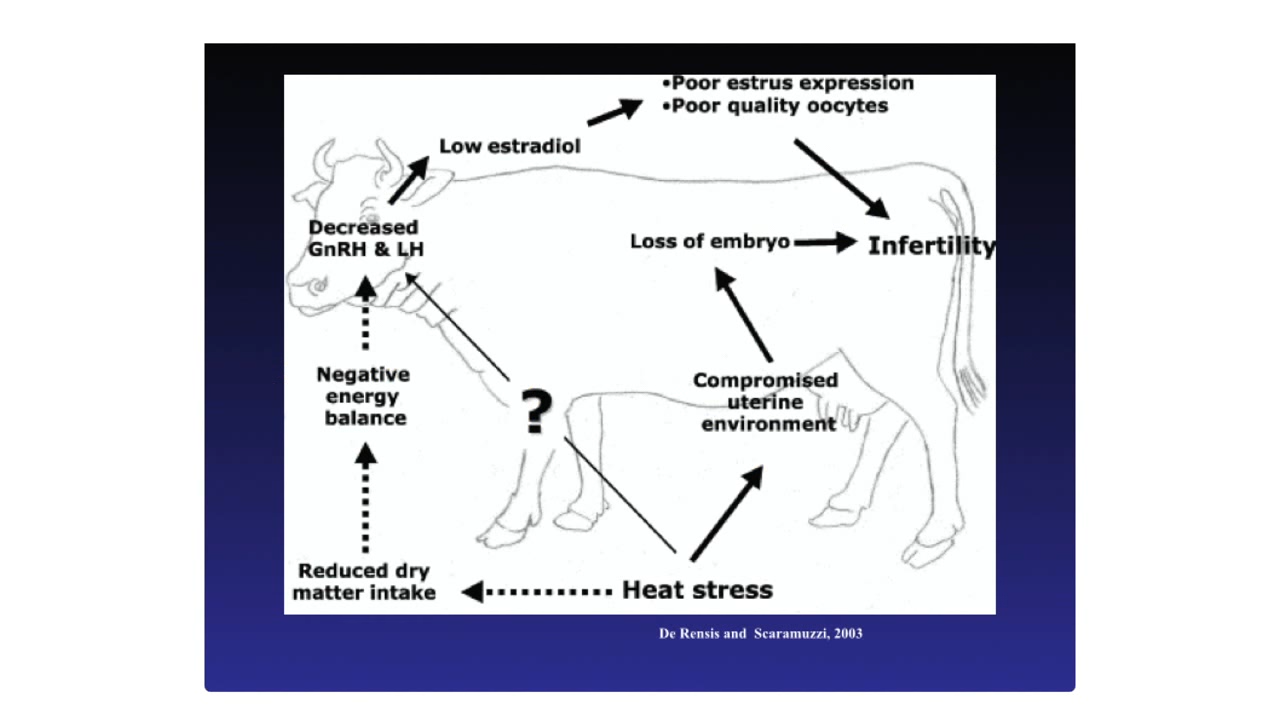 •Poor estrus expression
•Poor quality oocytes
Low estradiol
Decreased
GnRH & LH
Loss of embryo
Infertility
Negative
energy
balance
?
Compromised
uterine
environment
Reduced dry
matter intake
Heat stress
De Rensis and Scaramuzzi, 2003